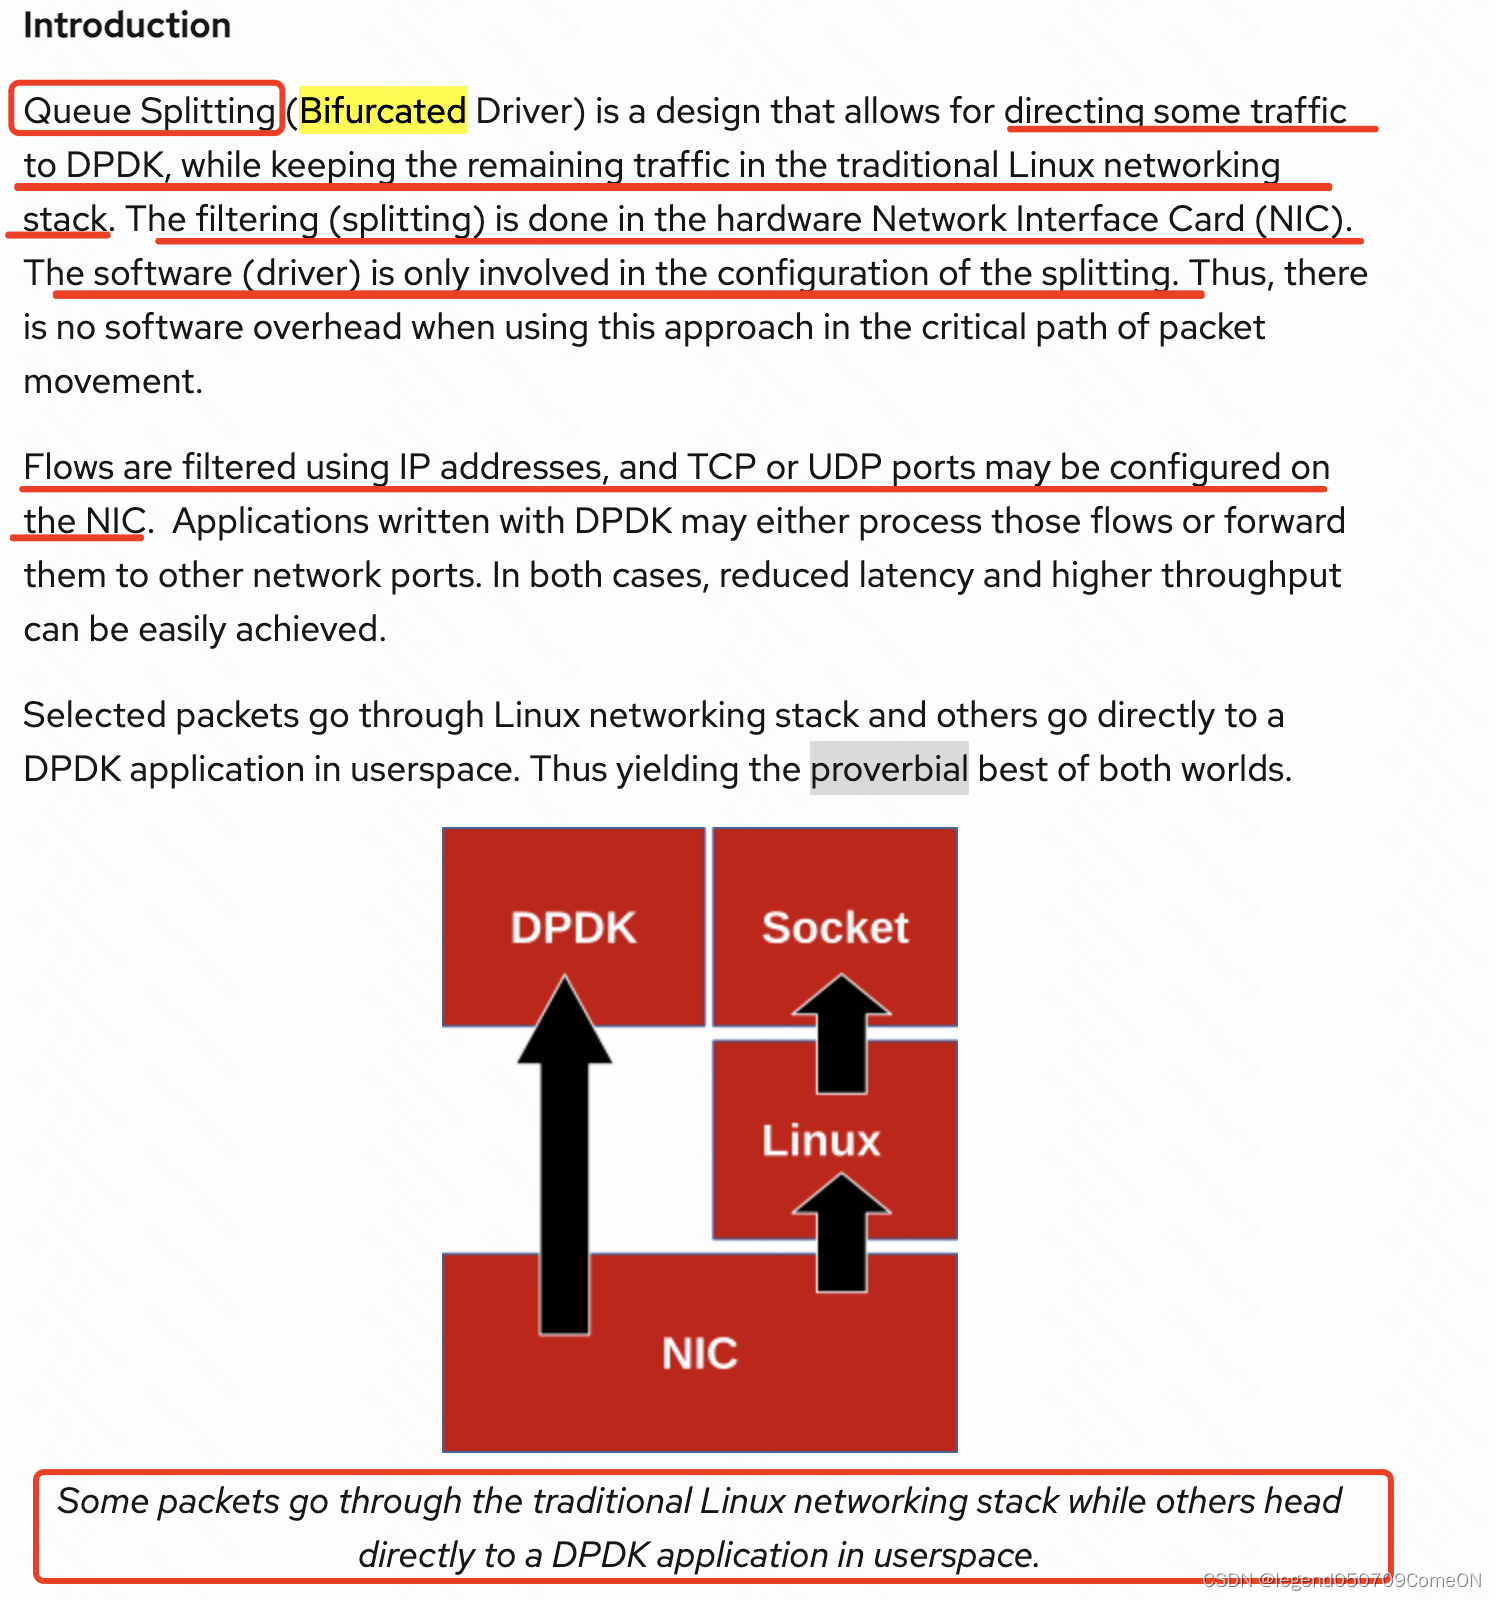 Introduction
Queue Splitting (Bifurcated Driver) is a design that allows for directing some traffic
to DPDK, while keeping the remaining traffic in the traditional Linux networking
stack. The filtering (splitting) is done in the hardware Network Interface Card (NIC).
The software (driver) is only involved in the configuration of the splitting. Thus, there
is no software overhead when using this approach in the critical path of packet
movement.
Flows are filtered using IP addresses, and TCP or UDP ports may be configured on
the NIC. Applications written with DPDK may either process those flows or forward
them to other network ports. In both cases, reduced latency and higher throughput
can be easily achieved.
Selected packets go through Linux networking stack and others go directly to a
DPDK application in userspace. Thus yielding the proverbial best of both worlds.
DPDK
Socket
Linux
NIC
Some packets go through the traditional Linux networking stack while others head
directly to a DPDK application in userspace.
CSDN @legend050709ComeON